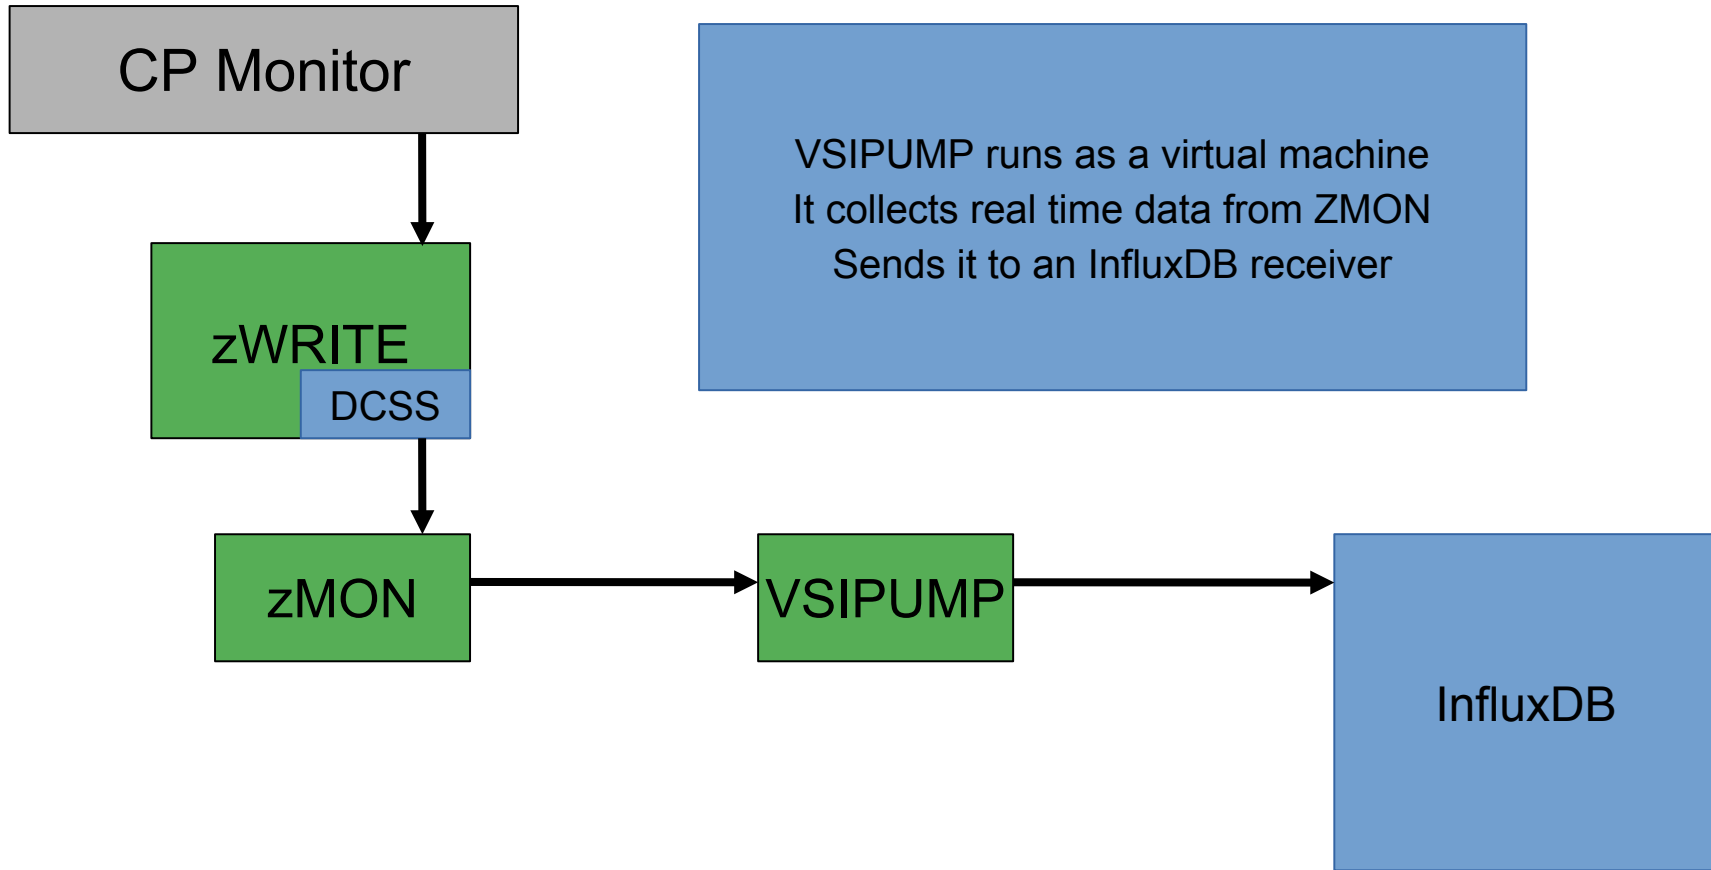 CP Monitor
VSIPUMP runs as a virtual machine
It collects real time data from ZMON
Sends it to an InfluxDB receiver
zWRITE
DCSS
zMON
VSIPUMP
InfluxDB